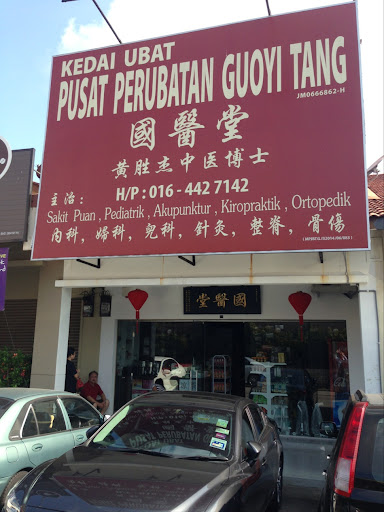 KEDAI UBAT
PUSAT PERUBATAN GUOYI TANG
JM0666862-H
國醫堂
黄胜杰中医博士
H/P : 016 - 442 7142
主治:
Sakit Puan , Pediatrik , Akupunktur , Kiropraktik , Ortopedik
內科, 婦科, 兒科, 針灸, 整脊, 骨傷
堂醫國